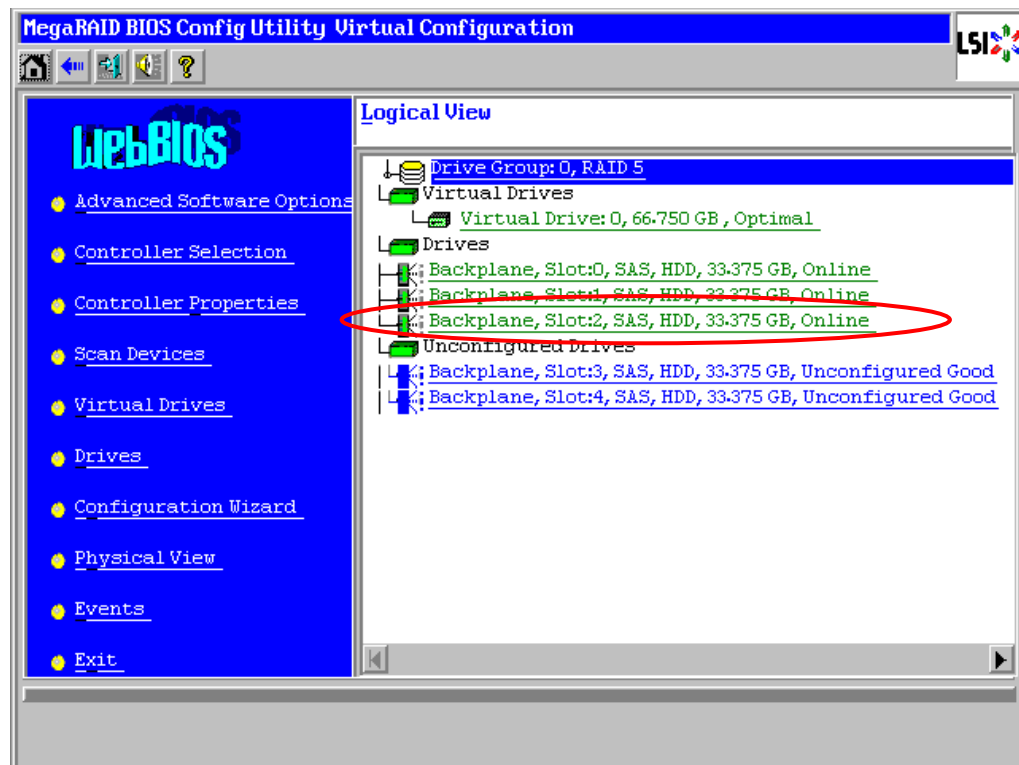 MegaRAID BIOS Config Utility Virtual Configuration
LSI
?
WebBIOS
Advanced Software Options
Controller Selection
Controller Properties
Scan Devices
Virtual Drives
Drives
Configuration Wizard
Physical View
Events
Exit
Logical View
Drive Group: 0, RAID 5
Virtual Drives
Virtual Drive: 0, 66.750 GB , Optimal
Drives
Backplane, Slot:0, SAS, HDD, 33.375 GB, Online
Backplane, Slot:1, SAS, HDD, 33.375 GB, Online
Backplane, Slot:2, SAS, HDD, 33.375 GB, Online
Unconfigured Drives
Backplane, Slot:3, SAS, HDD, 33.375 GB, Unconfigured Good
Backplane, Slot:4, SAS, HDD, 33.375 GB, Unconfigured Good